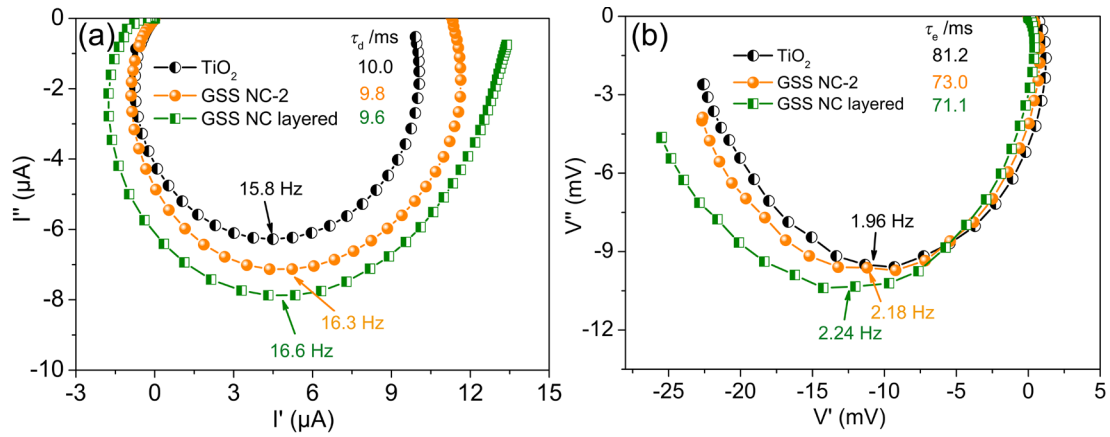 (a)
τd /ms
TiO2 10.0
GSS NC-2 9.8
GSS NC layered 9.6
15.8 Hz
16.3 Hz
16.6 Hz
0
-2
-4
-6
-8
-10
I'' (μA)
-3 0 3 6 9 12 15
I' (μA)
(b)
τe /ms
TiO2 81.2
GSS NC-2 73.0
GSS NC layered 71.1
1.96 Hz
2.18 Hz
2.24 Hz
0
-3
-6
-9
-12
V'' (mV)
-25 -20 -15 -10 -5 0 5
V' (mV)